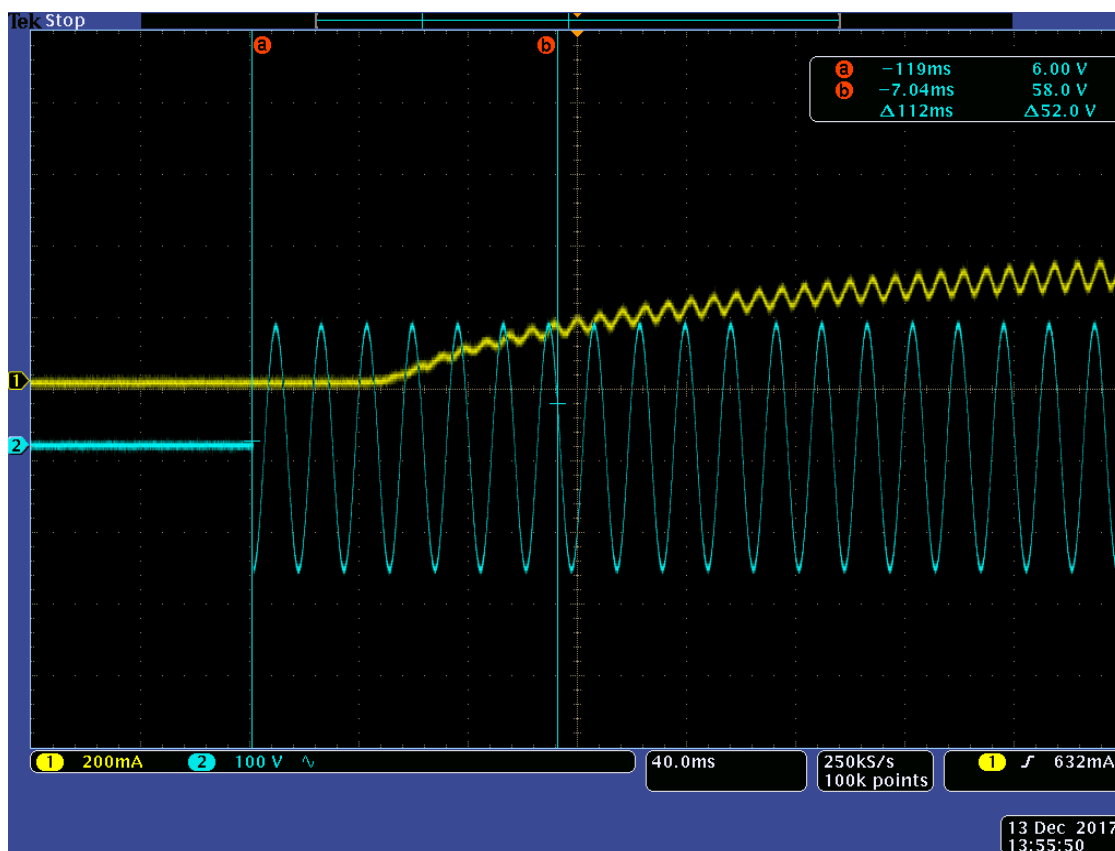 Tek Stop
a b
a -119ms 6.00 V
b -7.04ms 58.0 V
Δ112ms Δ52.0 V
1
2
1 200mA 2 100 V ∿ 40.0ms 250kS/s 1 ƒ 632mA
100k points
13 Dec 2017
13:55:50